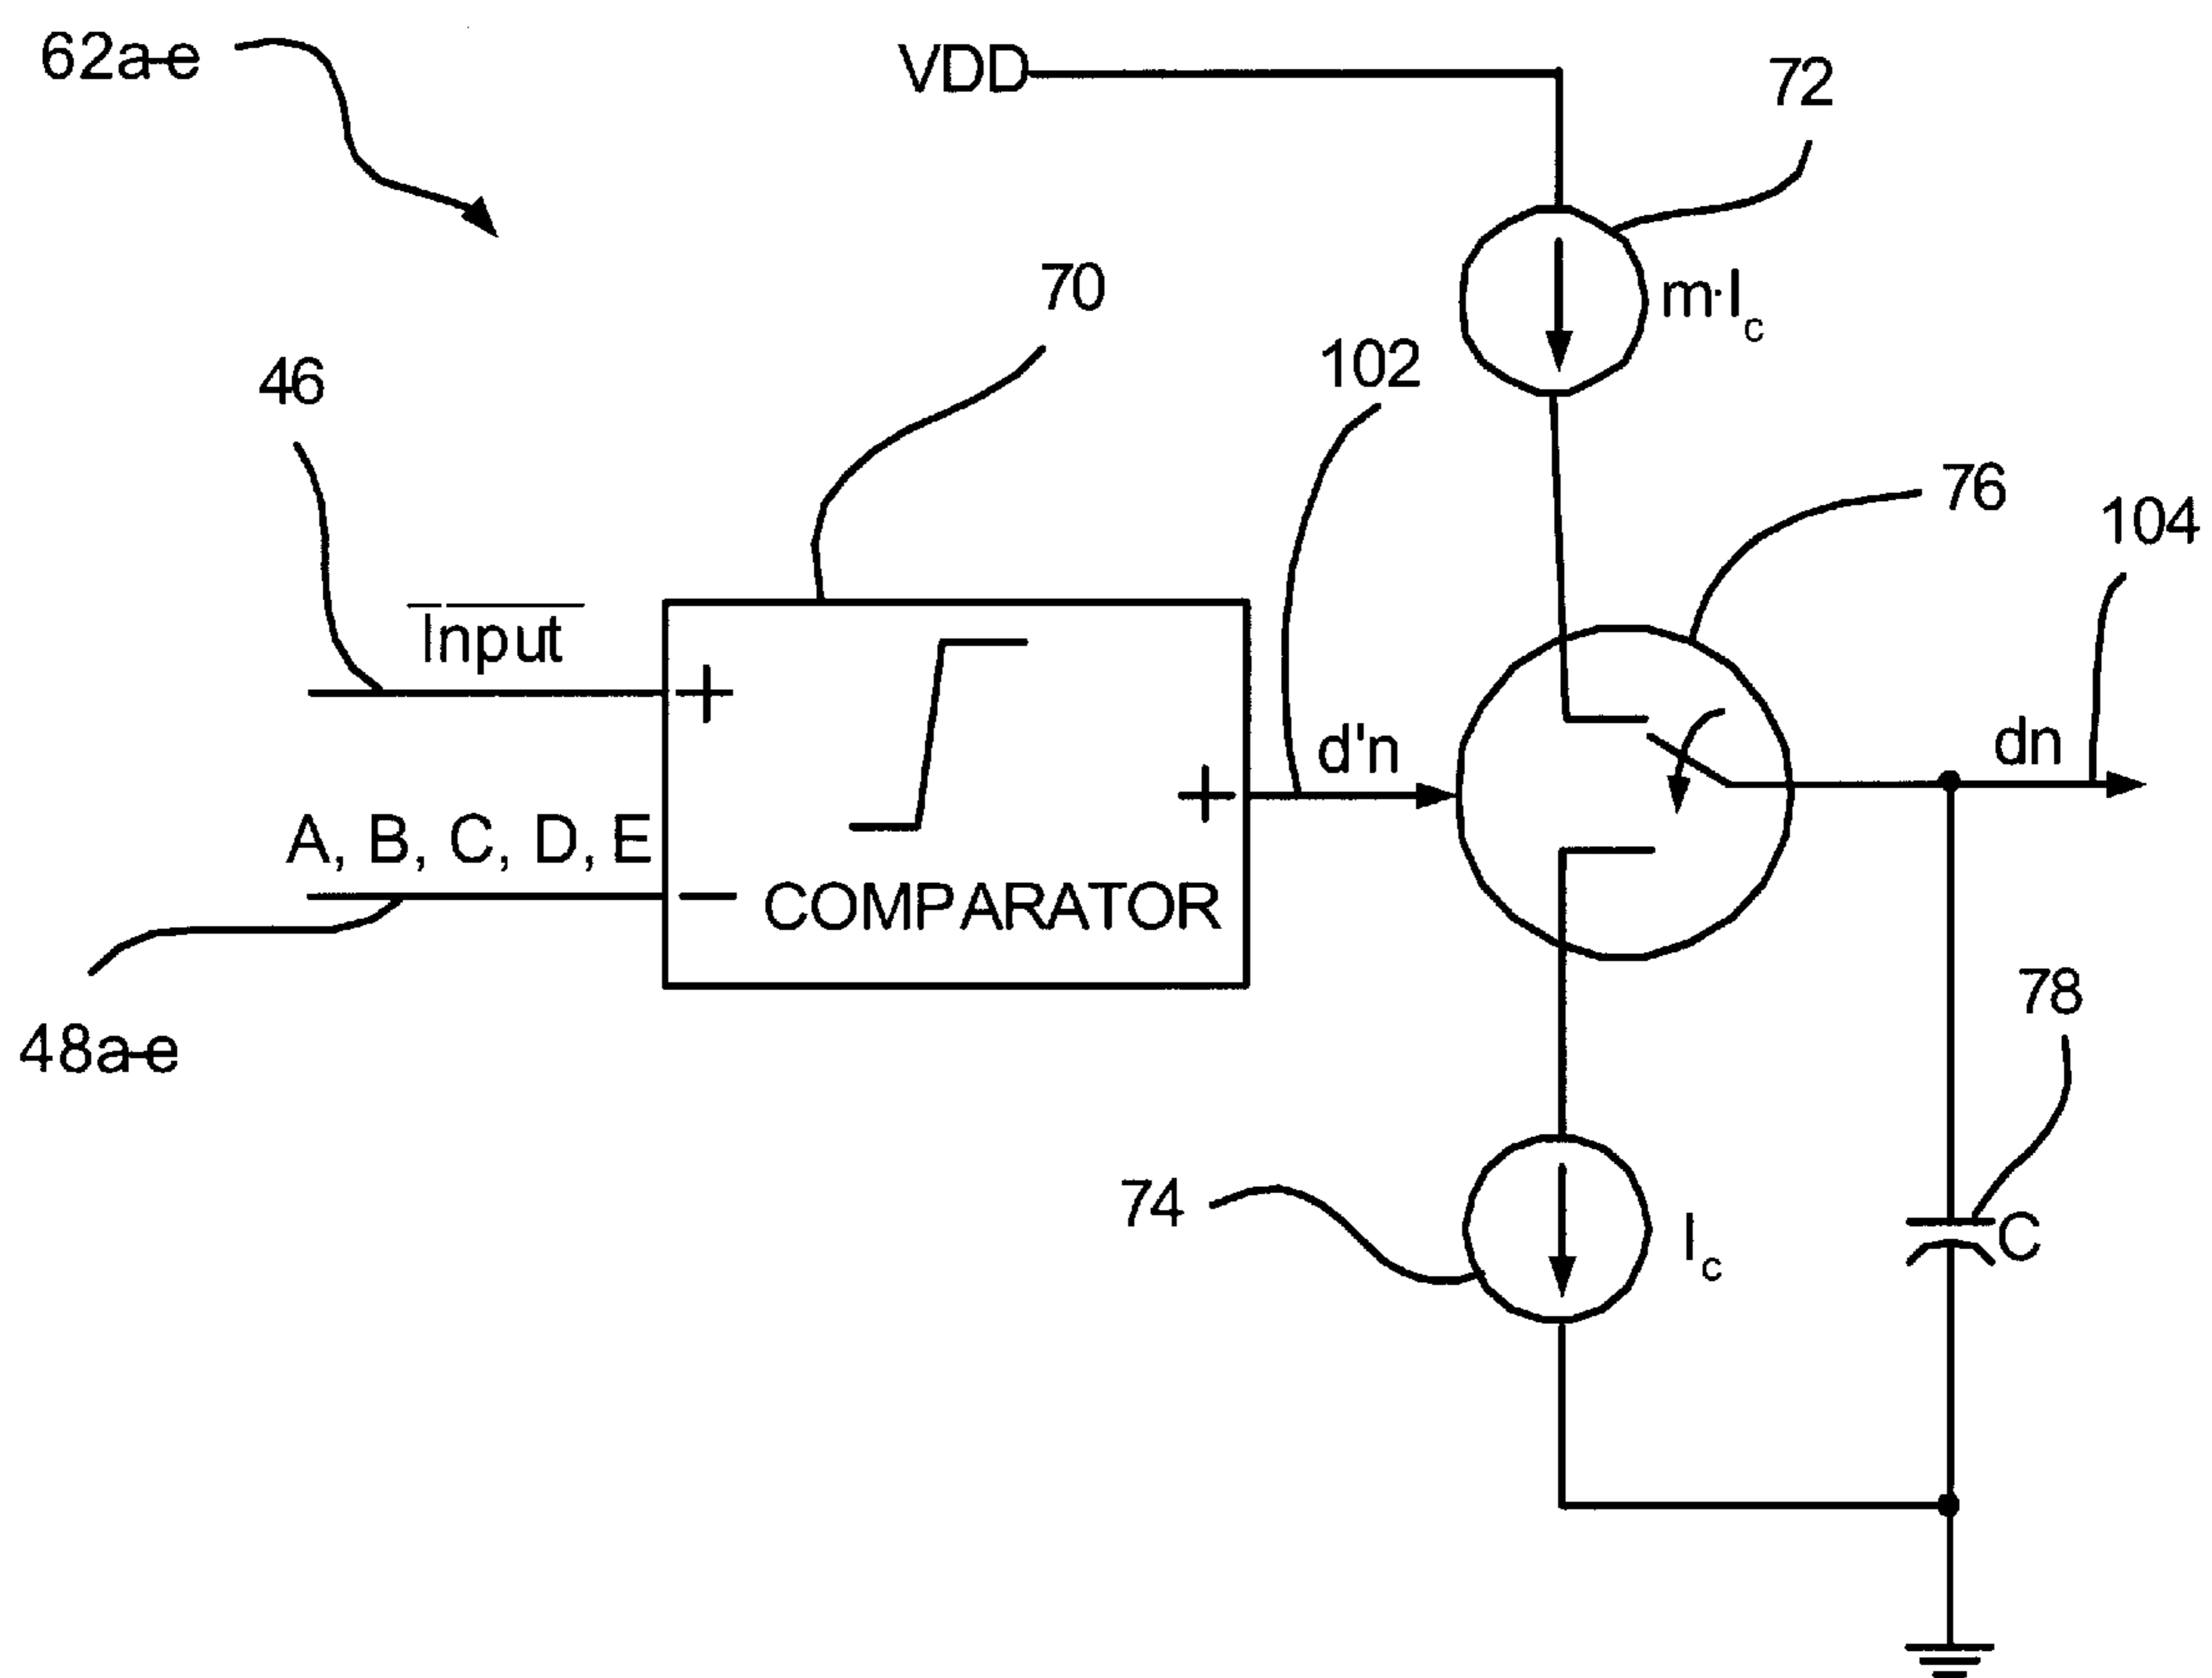 62a-e
VDD
72
70
m·Ic
46
102
76
104
Input
+
d'n
dn
+
A, B, C, D, E
−
COMPARATOR
78
48a-e
74
Ic
C